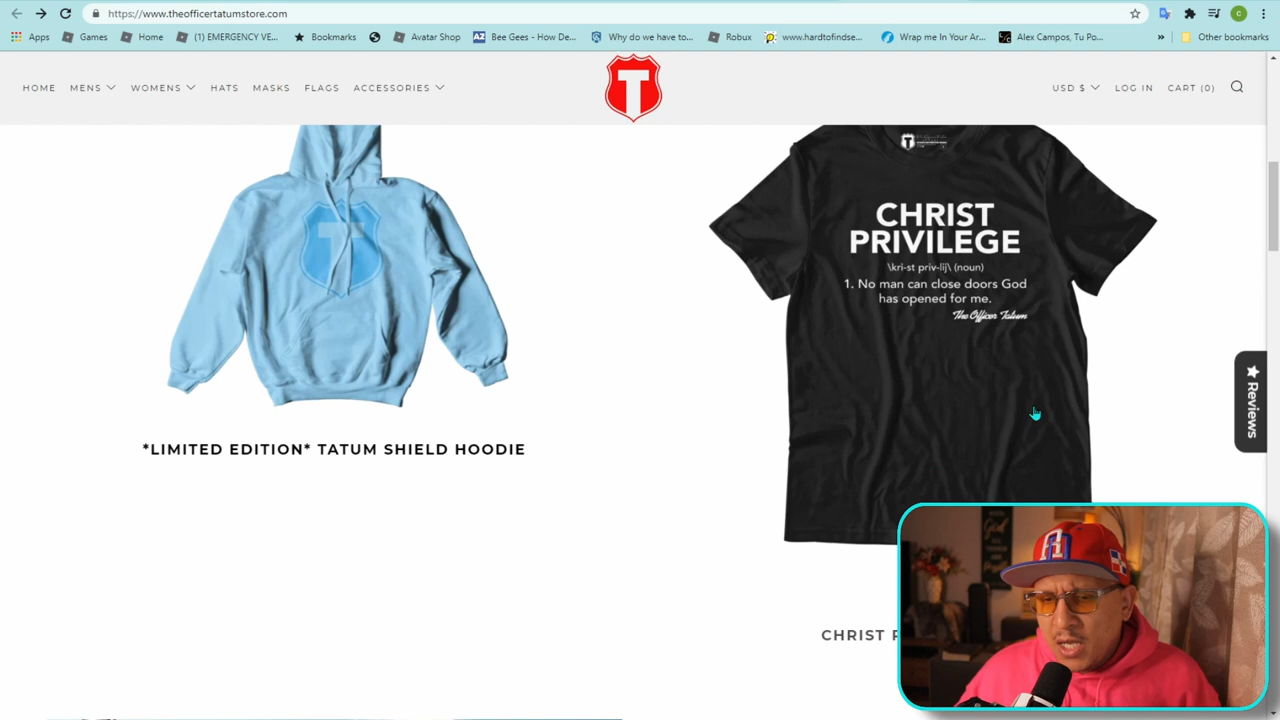 https://www.theofficertatumstore.com
Apps Games Home (1) EMERGENCY VE... Bookmarks Avatar Shop Bee Gees - How De... Why do we have to... Robux www.hardtofindse... Wrap me In Your Ar... Alex Campos, Tu Po... » Other bookmarks
HOME MENS WOMENS HATS MASKS FLAGS ACCESSORIES T USD $ LOG IN CART (0)
T
T
CHRIST
PRIVILEGE
\kri-st priv-lij\ (noun)
1. No man can close doors God
has opened for me.
The Officer Tatum
Reviews
*LIMITED EDITION* TATUM SHIELD HOODIE
CHRIST